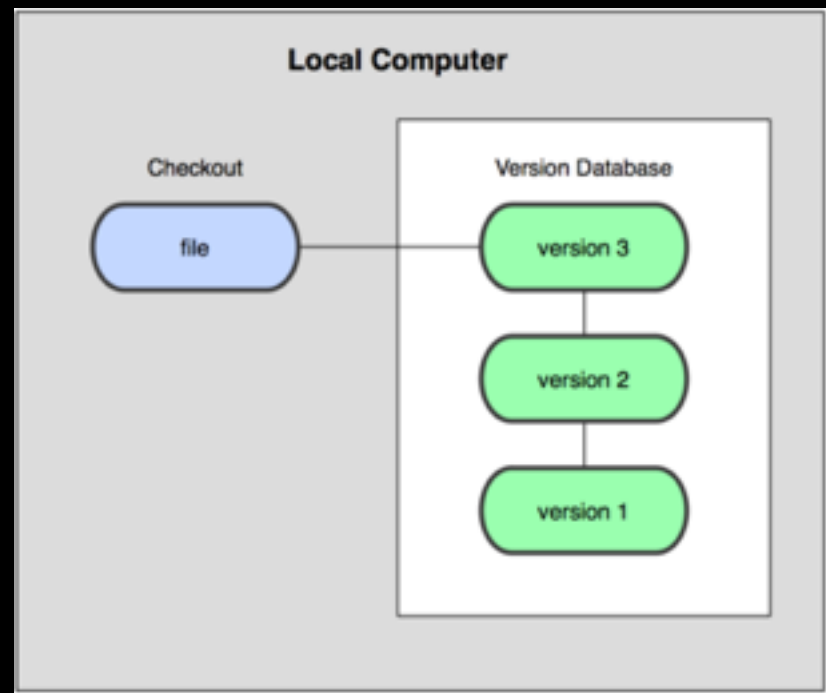 Local Computer
Checkout
Version Database
file
version 3
version 2
version 1